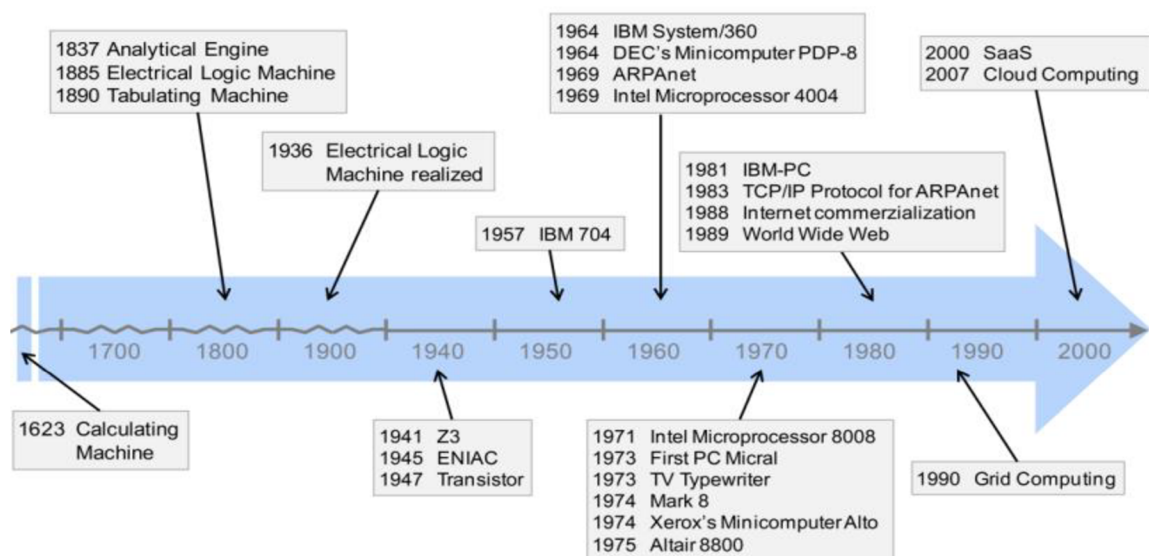 1837 Analytical Engine
1885 Electrical Logic Machine
1890 Tabulating Machine
1936 Electrical Logic
Machine realized
1957 IBM 704
1964 IBM System/360
1964 DEC's Minicomputer PDP-8
1969 ARPAnet
1969 Intel Microprocessor 4004
1981 IBM-PC
1983 TCP/IP Protocol for ARPAnet
1988 Internet commerzialization
1989 World Wide Web
2000 SaaS
2007 Cloud Computing
1700 1800 1900 1940 1950 1960 1970 1980 1990 2000
1623 Calculating
Machine
1941 Z3
1945 ENIAC
1947 Transistor
1971 Intel Microprocessor 8008
1973 First PC Micral
1973 TV Typewriter
1974 Mark 8
1974 Xerox's Minicomputer Alto
1975 Altair 8800
1990 Grid Computing